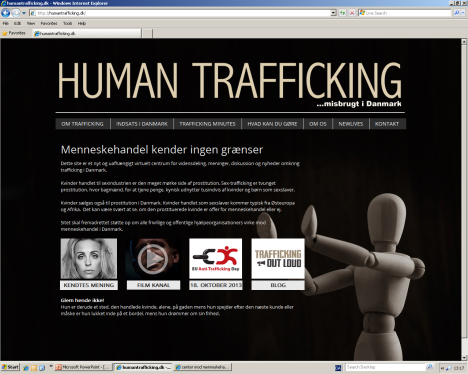 humantrafficking.dk - Windows Internet Explorer
http://humantrafficking.dk/
Live Search
File Edit View Favorites Tools Help
Favorites
humantrafficking.dk
HUMAN TRAFFICKING
...misbrugt i Danmark
OM TRAFFICKING INDSATS I DANMARK TRAFFICKING MINUTES HVAD KAN DU GØRE OM OS NEWLIVES KONTAKT
Menneskehandel kender ingen grænser
Dette site er et nyt og uafhængigt virtuelt centrum for vidensdeling, meninger, diskussion og nyheder omkring
trafficking i Danmark.
Kvinder handlet til sexindustrien er den meget mørke side af prostitution. Sex-trafficking er tvunget
prostitution, hvor bagmænd, for at tjene penge, kynisk udnytter tusindvis af kvinder og børn som sexslaver.
Kvinder sælges også til prostitution i Danmark. Kvinder handlet som sexslaver kommer typisk fra Østeuropa
og Afrika. Det kan være svært at se, om den prostituerede kvinde er offer for menneskehandel eller ej.
Sitet skal fremadrettet støtte op om alle frivillige og offentlige hjælpeorganisationers virke mod
menneskehandel i Danmark.
EU Anti-Trafficking Day
TRAFFICKING
OUT LOUD
KENDTES MENING FILM KANAL 18. OKTOBER 2013 BLOG
Glem hende ikke!
Hun er derude et sted, den handlede kvinde, alene, på gaden mens hun spejder efter den næste kunde eller
måske er hun lukket inde på et bordel, mens hun drømmer om sin frihed.
Start Microsoft PowerPoint - [... humantrafficking.dk -... center mod menneskeha... Search Desktop 13:17